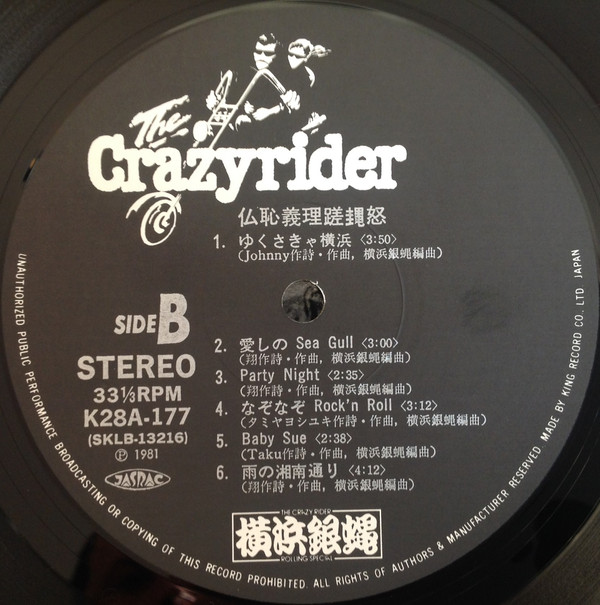 The
Crazyrider
仏恥義理蹉蠅怒
1. ゆくさきゃ横浜 〈3:50〉
(Johnny作詩・作曲, 横浜銀蝿編曲)
SIDE B
STEREO
33⅓RPM
K28A-177
(SKLB-13216)
Ⓟ 1981
JASRAC
2. 愛しの Sea Gull 〈3:00〉
(翔作詩・作曲, 横浜銀蝿編曲)
3. Party Night 〈2:35〉
(翔作詩・作曲, 横浜銀蝿編曲)
4. なぞなぞ Rock'n Roll 〈3:12〉
(タミヤヨシユキ作詩・作曲, 横浜銀蝿編曲)
5. Baby Sue 〈2:38〉
(Taku作詩・作曲, 横浜銀蝿編曲)
6. 雨の湘南通り 〈4:12〉
(翔作詩・作曲, 横浜銀蝿編曲)
THE CRAZY RIDER
横浜銀蝿
ROLLING SPECIAL
UNAUTHORIZED PUBLIC PERFORMANCE BROADCASTING OR COPYING OF THIS RECORD PROHIBITED. ALL RIGHTS OF AUTHORS & MANUFACTURER RESERVED. MADE BY KING RECORD CO., LTD. JAPAN